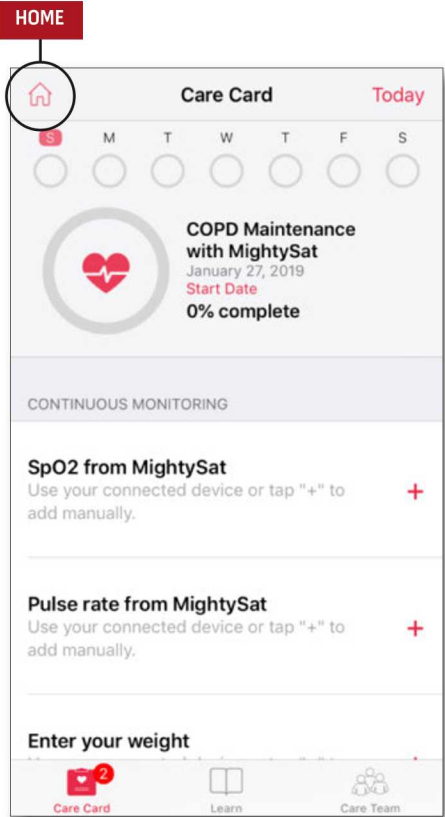 HOME
Care Card
Today
S M T W T F S
COPD Maintenance
with MightySat
January 27, 2019
Start Date
0% complete
CONTINUOUS MONITORING
SpO2 from MightySat
Use your connected device or tap "+" to
add manually.
+
Pulse rate from MightySat
Use your connected device or tap "+" to
add manually.
+
Enter your weight
2
Care Card
Learn
Care Team